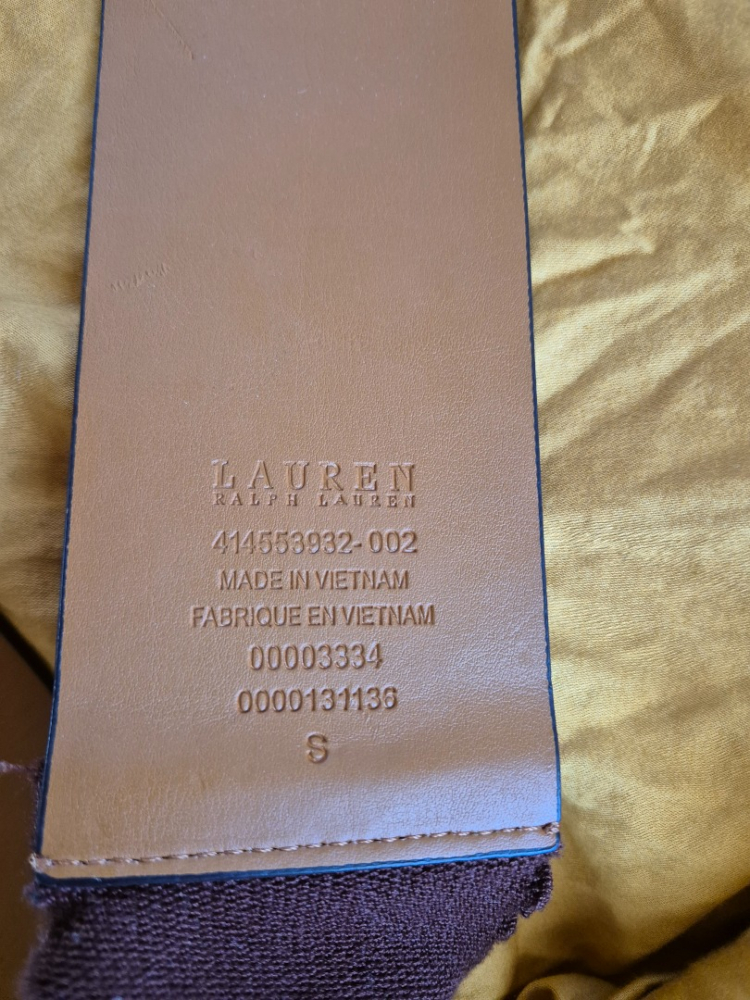 LAUREN
RALPH LAUREN
414553932-002
MADE IN VIETNAM
FABRIQUE EN VIETNAM
00003334
0000131136
S